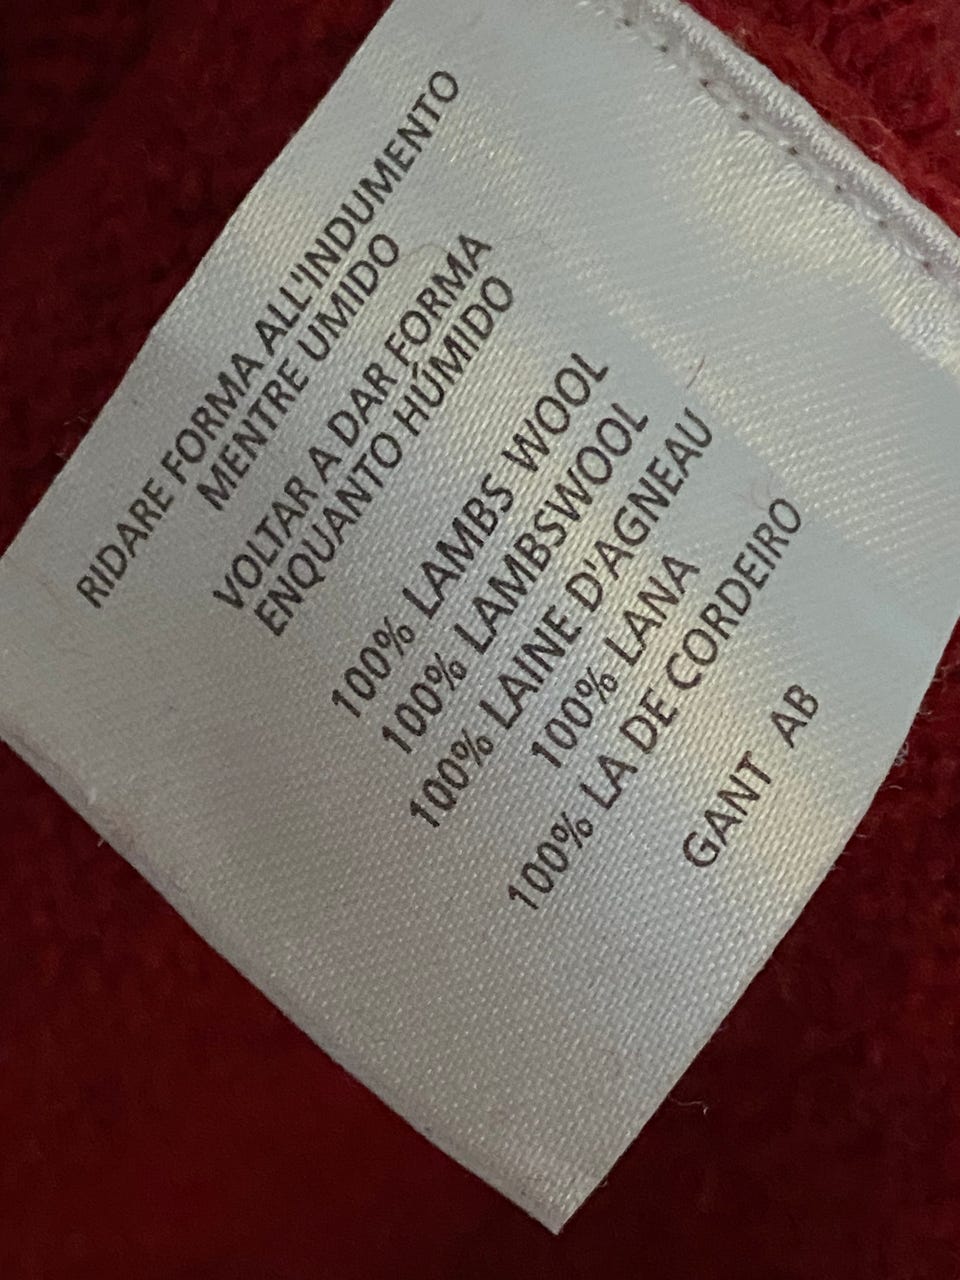 RIDARE FORMA ALL'INDUMENTO
MENTRE UMIDO
VOLTAR A DAR FORMA
ENQUANTO HÚMIDO
100% LAMBS WOOL
100% LAMBSWOOL
100% LAINE D'AGNEAU
100% LANA
100% LA DE CORDEIRO
GANT AB